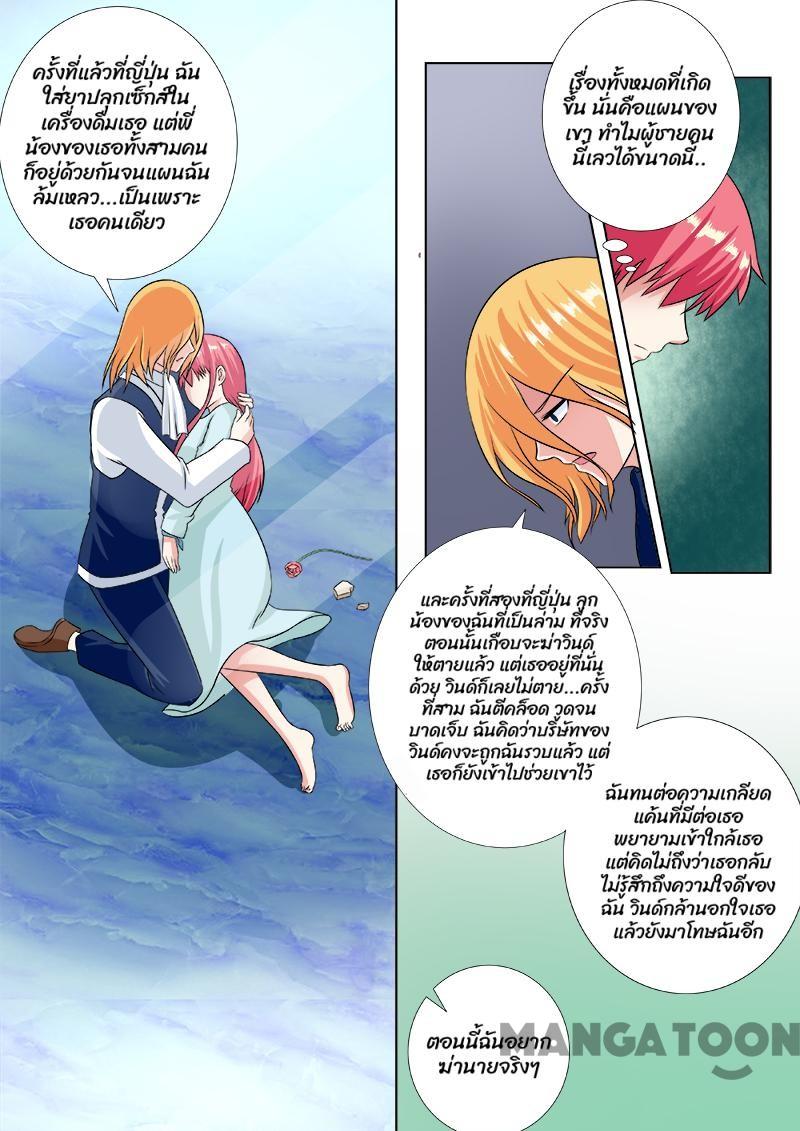 ครั้งที่แล้วที่ญี่ปุ่น ฉัน
ใส่ยาปลุกเซ็กส์ใน
เครื่องดื่มเธอ แต่พี่
น้องของเธอทั้งสามคน
ก็อยู่ด้วยกันจนแผนฉัน
ล้มเหลว...เป็นเพราะ
เธอคนเดียว
เรื่องทั้งหมดที่เกิด
ขึ้น นั่นคือแผนของ
เขา ทำไมผู้ชายคน
นี้เลวได้ขนาดนี้..
และครั้งที่สองที่ญี่ปุ่น ลูก
น้องของฉันที่เป็นล่าม ที่จริง
ตอนนั้นเกือบจะฆ่าวินด์
ให้ตายแล้ว แต่เธออยู่ที่นั่น
ด้วย วินด์ก็เลยไม่ตาย...ครั้ง
ที่สาม ฉันตีคล็อด วูดจน
บาดเจ็บ ฉันคิดว่าบริษัทของ
วินด์คงจะถูกฉันรวบแล้ว แต่
เธอก็ยังเข้าไปช่วยเขาไว้
ฉันทนต่อความเกลียด
แค้นที่มีต่อเธอ
พยายามเข้าใกล้เธอ
แต่คิดไม่ถึงว่าเธอกลับ
ไม่รู้สึกถึงความใจดีของ
ฉัน วินด์กล้านอกใจเธอ
แล้วยังมาโทษฉันอีก
ตอนนี้ฉันอยาก
ฆ่านายจริงๆ
MANGATOON